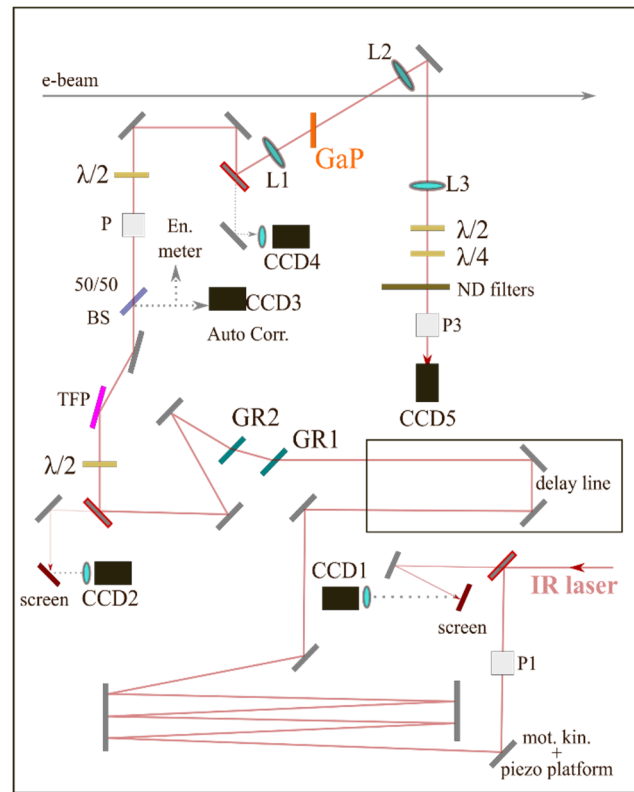 L2
e-beam
L1
GaP
λ/2
L3
P
En.
meter
λ/2
CCD4
λ/4
50/50
ND filters
BS
CCD3
P3
Auto Corr.
TFP
CCD5
GR2
GR1
λ/2
delay line
CCD1
IR laser
screen
CCD2
screen
P1
mot. kin.
+
piezo platform